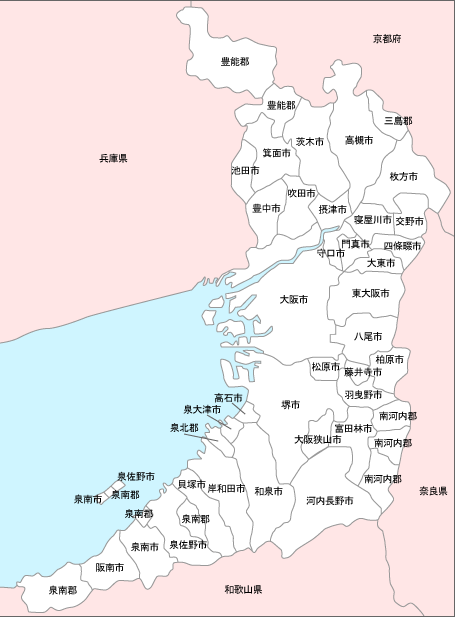 京都府
豊能郡
豊能郡
三島郡
茨木市
高槻市
箕面市
兵庫県
池田市
枚方市
吹田市
豊中市
摂津市
寝屋川市
交野市
門真市
四條畷市
守口市
大東市
大阪市
東大阪市
八尾市
柏原市
松原市
藤井寺市
羽曳野市
高石市
堺市
泉大津市
南河内郡
泉北郡
富田林市
大阪狭山市
南河内郡
泉佐野市
南河内郡
貝塚市
岸和田市
和泉市
奈良県
泉南市
泉南郡
河内長野市
泉南郡
泉南郡
泉南市
泉佐野市
阪南市
泉南郡
和歌山県